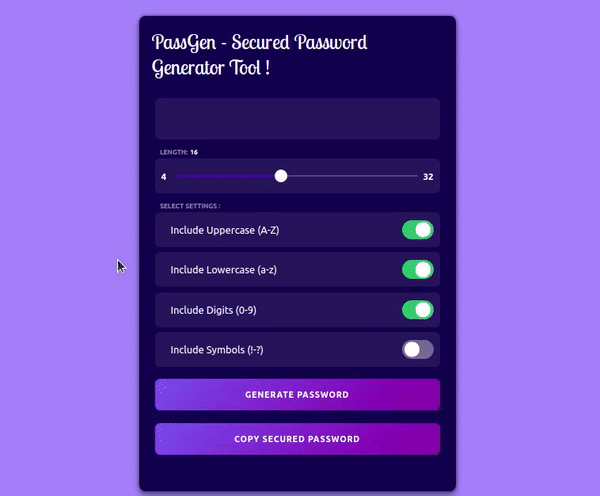 PassGen - Secured Password
Generator Tool !
LENGTH: 16
4 32
SELECT SETTINGS :
Include Uppercase (A-Z)
Include Lowercase (a-z)
Include Digits (0-9)
Include Symbols (!-?)
GENERATE PASSWORD
COPY SECURED PASSWORD